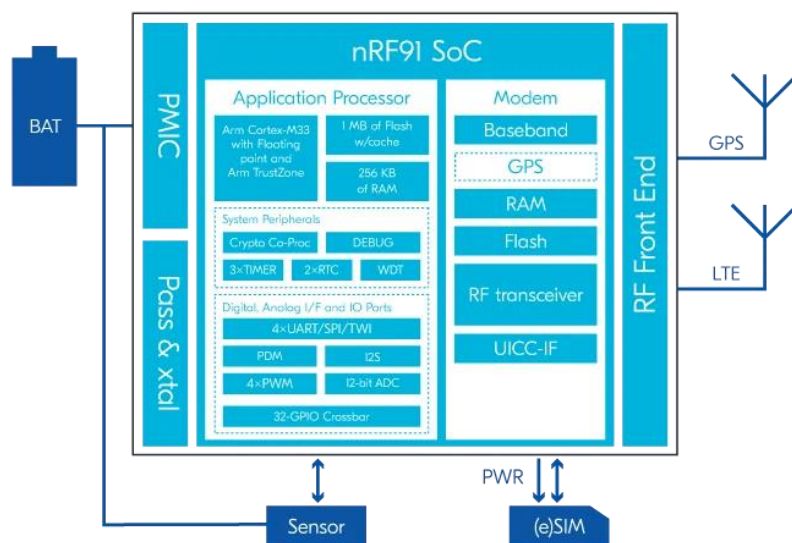 nRF91 SoC
BAT
PMIC
Pass & xtal
Application Processor
Arm Cortex-M33
with Floating
point and
Arm TrustZone
1 MB of Flash
w/cache
256 KB
of RAM
System Peripherals
Crypto Co-Proc
DEBUG
3×TIMER
2×RTC
WDT
Digital, Analog I/F and IO Ports
4×UART/SPI/TWI
PDM
I2S
4×PWM
12-bit ADC
32-GPIO Crossbar
Modem
Baseband
GPS
RAM
Flash
RF transceiver
UICC-IF
RF Front End
GPS
LTE
PWR
Sensor
(e)SIM